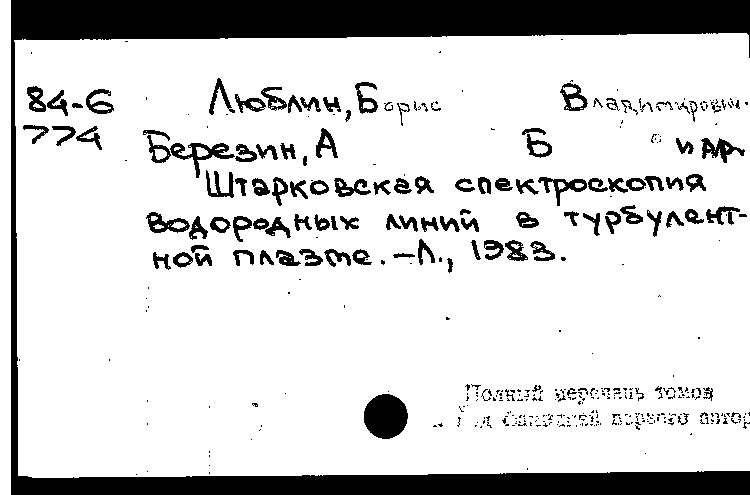 84-6 Люблин, Борис Владимирович.
774 Березин, А Б и др.
Штарковская спектроскопия
водородных линий в турбулент-
ной плазме. – Л., 1983.
Полный перечень томов
фамилией первого автор